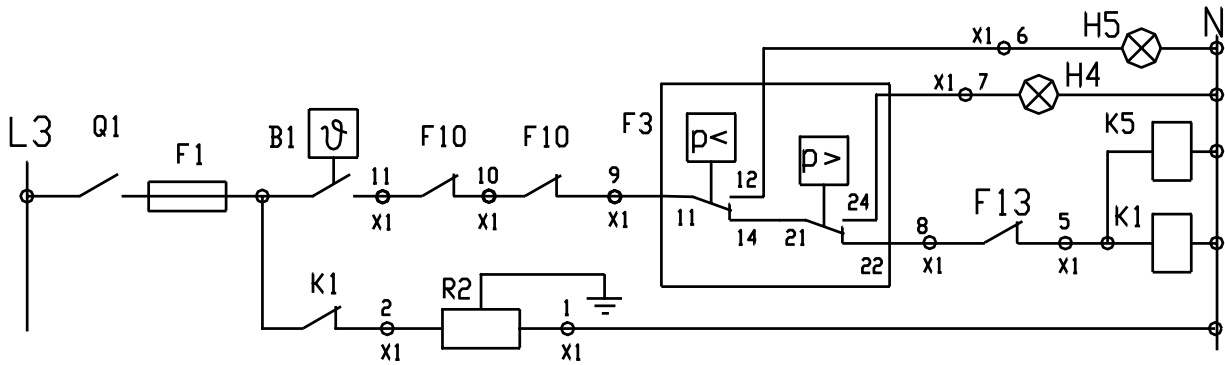 X1 6 H5 N
X1 7 H4
L3 Q1 F1 B1 ϑ F10 F10 F3 p< p> K5
11 10 9 12 24 F13
X1 X1 X1 11 14 21 22 8 5 K1
X1 X1
K1 2 R2 1
X1 X1